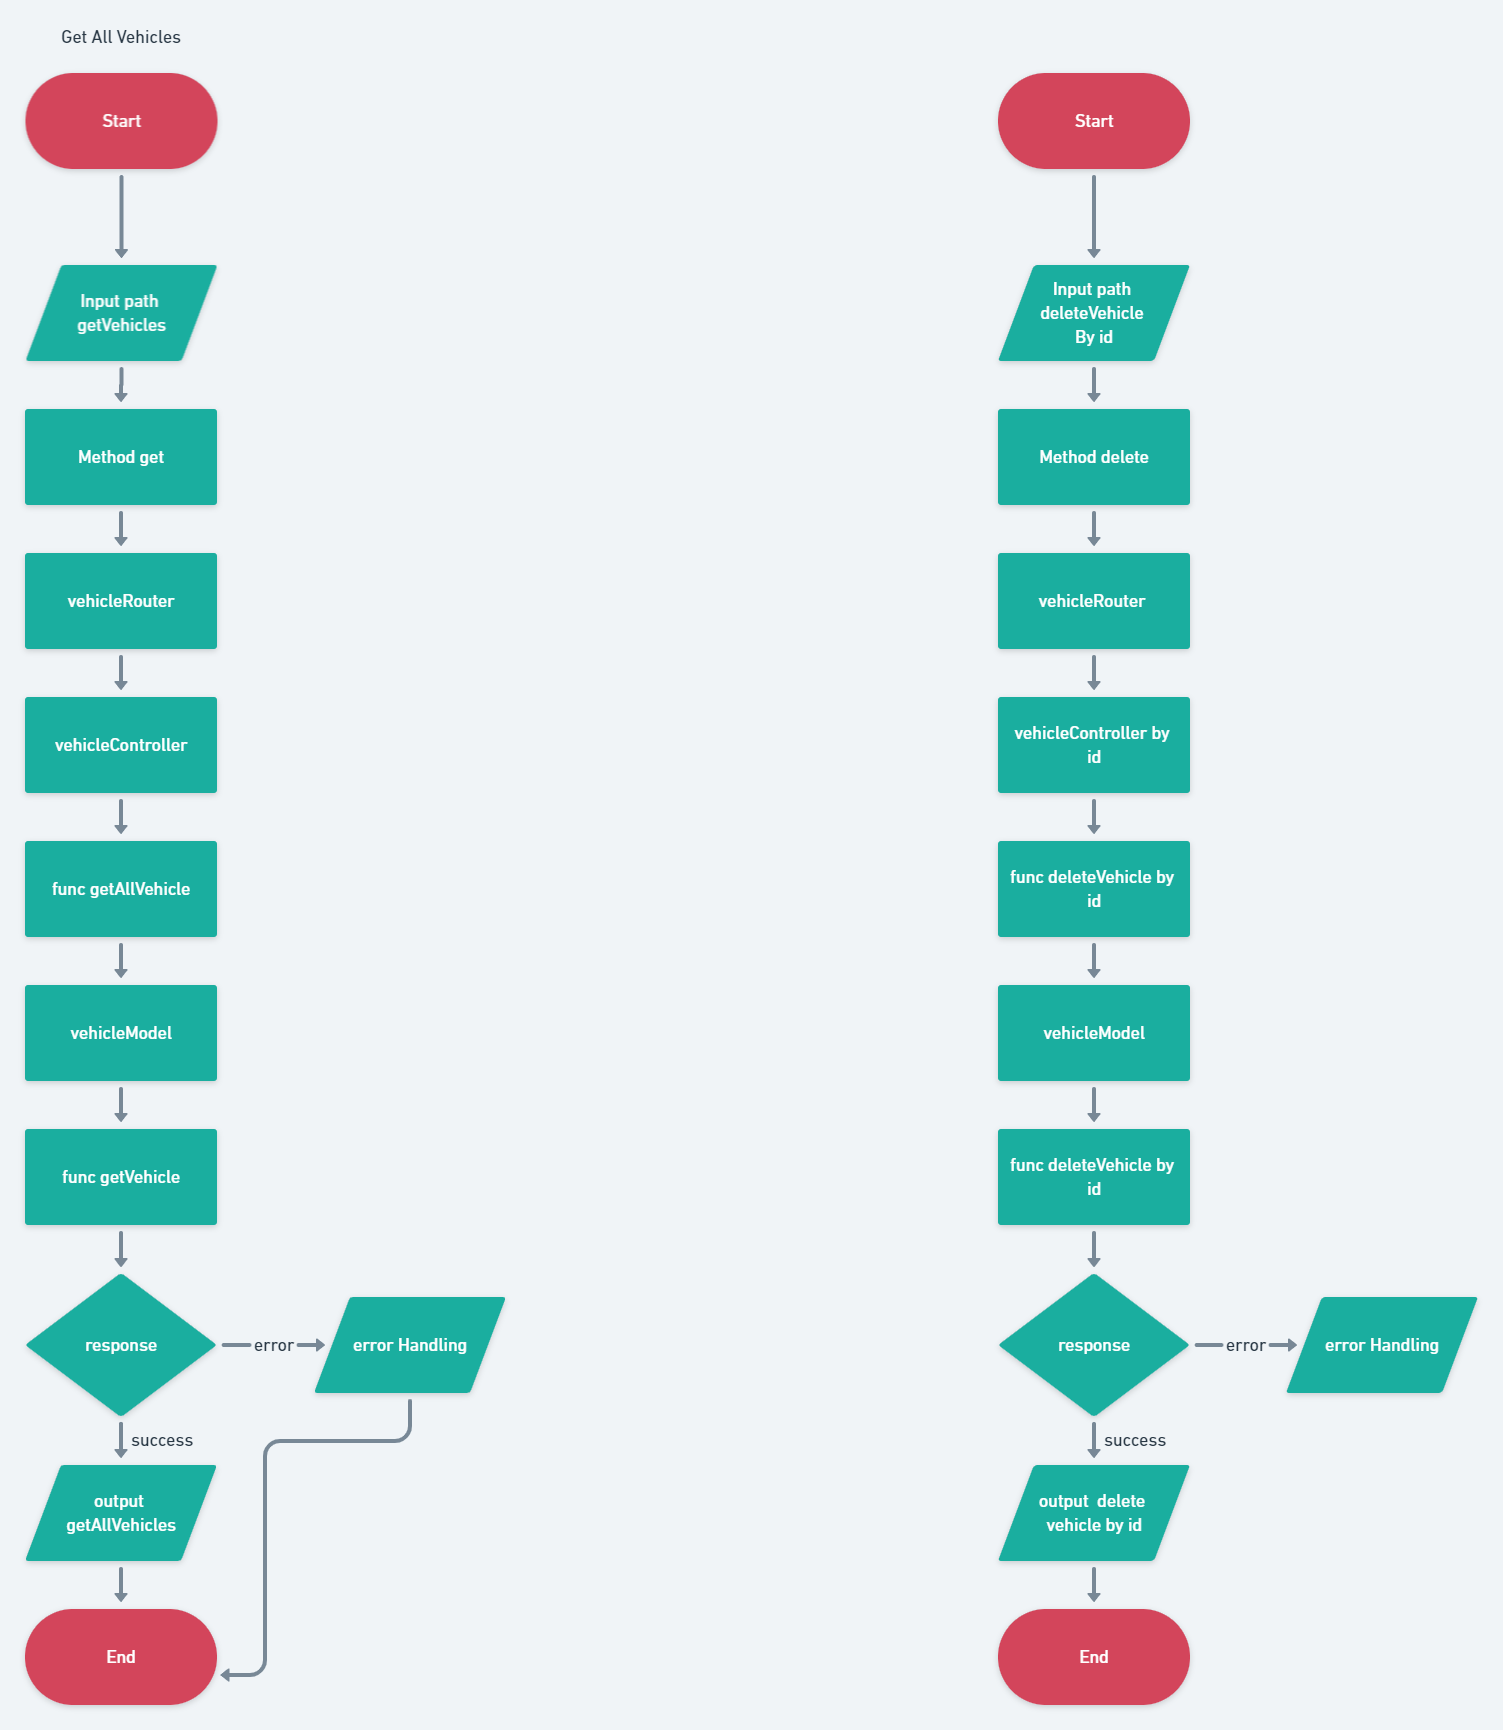 Get All Vehicles
Start
Input path
getVehicles
Method get
vehicleRouter
vehicleController
func getAllVehicle
vehicleModel
func getVehicle
response
error
error Handling
success
output
getAllVehicles
End
Start
Input path
deleteVehicle
By id
Method delete
vehicleRouter
vehicleController by
id
func deleteVehicle by
id
vehicleModel
func deleteVehicle by
id
response
error
error Handling
success
output delete
vehicle by id
End